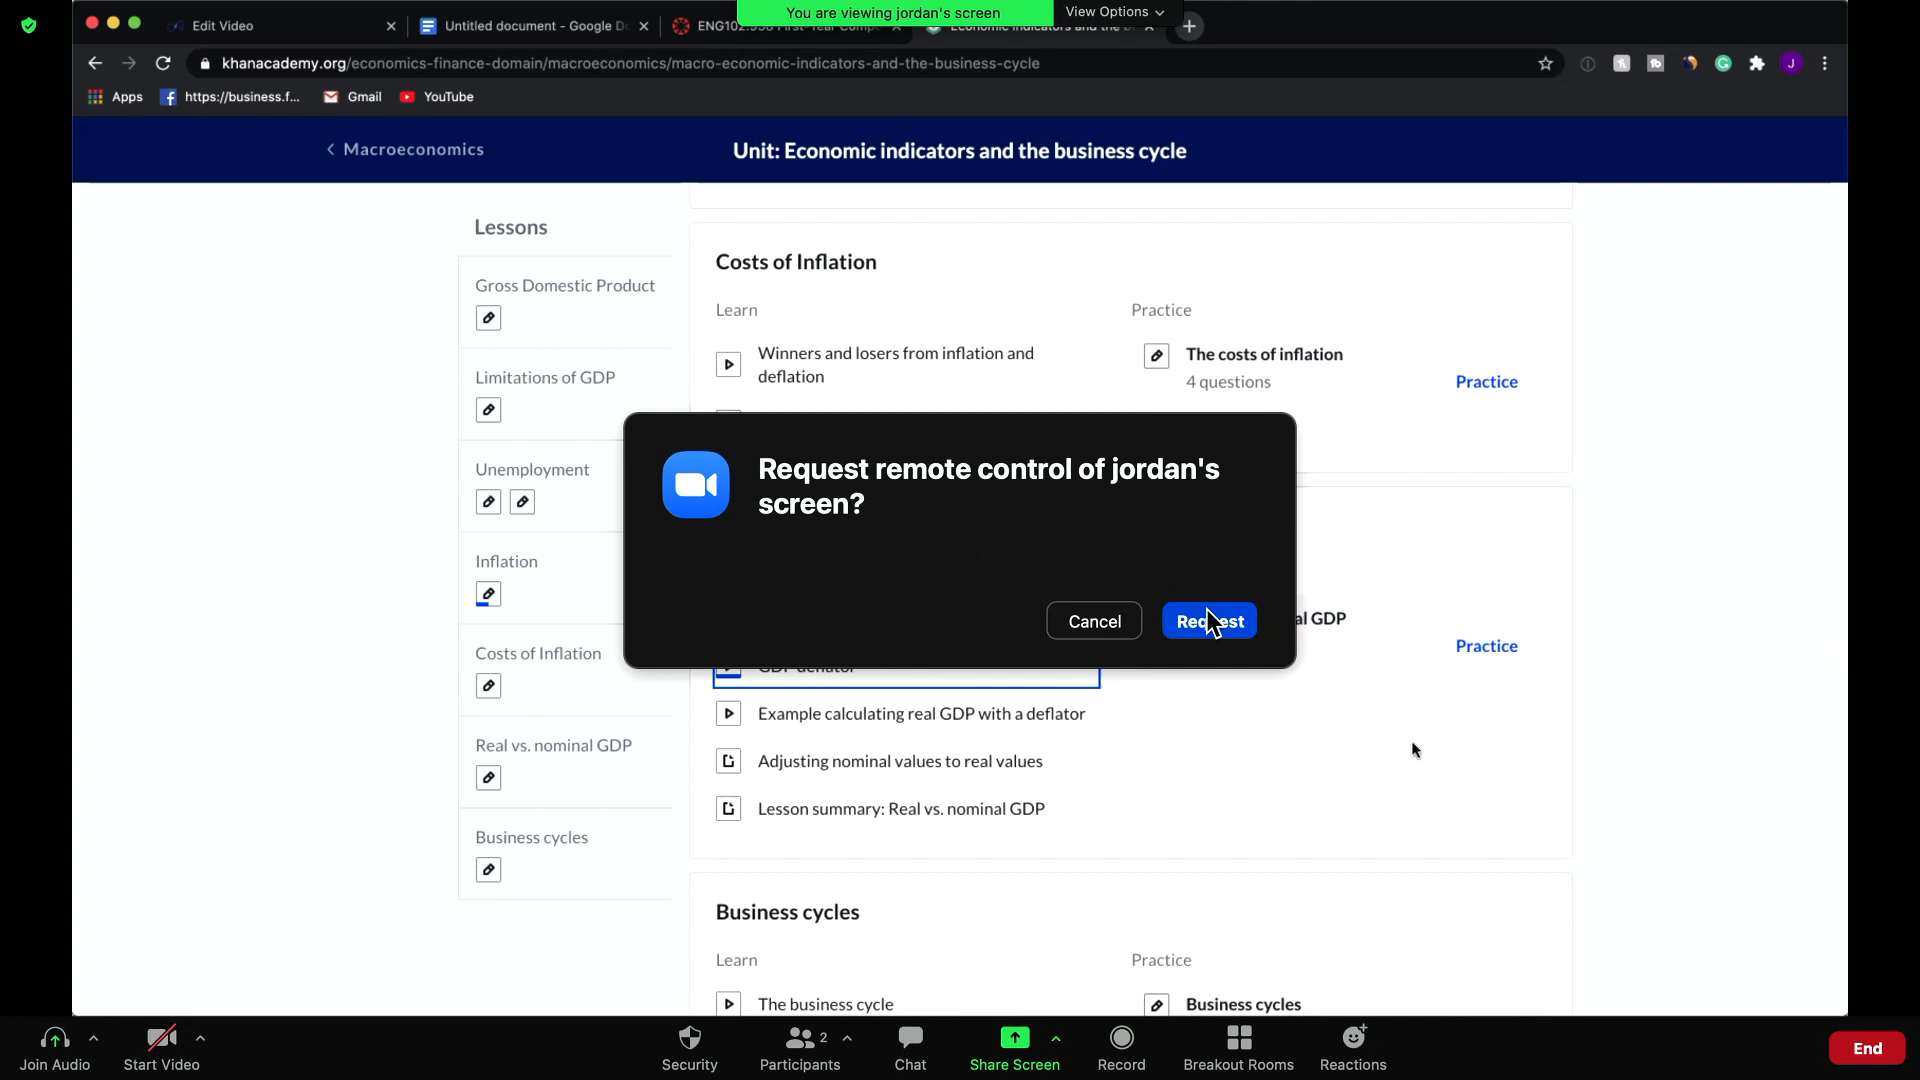 You are viewing jordan's screen
View Options
Edit Video
Untitled document - Google D
khanacademy.org/economics-finance-domain/macroeconomics/macro-economic-indicators-and-the-business-cycle
J
Apps
https://business.f...
Gmail
YouTube
Macroeconomics
Unit: Economic indicators and the business cycle
Lessons
Gross Domestic Product
Limitations of GDP
Unemployment
Inflation
Costs of Inflation
Real vs. nominal GDP
Business cycles
Costs of Inflation
Learn
Practice
Winners and losers from inflation and
deflation
The costs of inflation
4 questions
Practice
Request remote control of jordan's
screen?
Cancel
Request
al GDP
Practice
GDP deflator
Example calculating real GDP with a deflator
Adjusting nominal values to real values
Lesson summary: Real vs. nominal GDP
Business cycles
Learn
Practice
The business cycle
Business cycles
Join Audio
Start Video
Security
2
Participants
Chat
Share Screen
Record
Breakout Rooms
Reactions
End